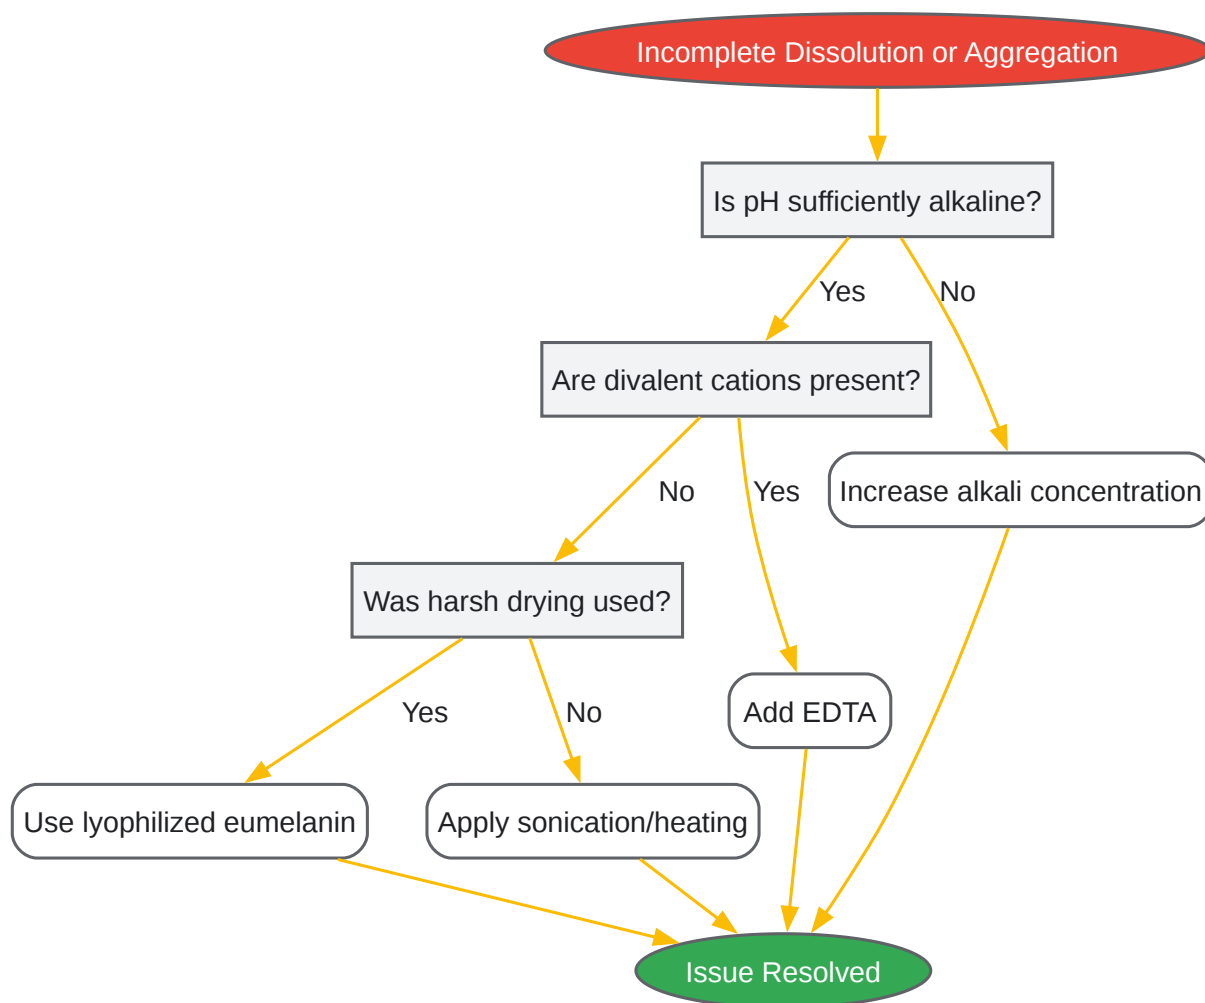 Incomplete Dissolution or Aggregation
Is pH sufficiently alkaline?
Yes
No
Are divalent cations present?
No
Yes
Increase alkali concentration
Was harsh drying used?
Yes
No
Add EDTA
Use lyophilized eumelanin
Apply sonication/heating
Issue Resolved